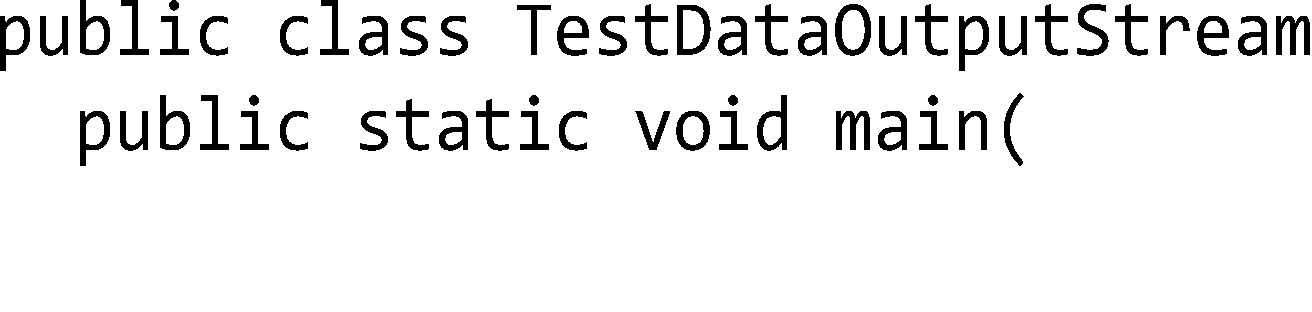 public class TestDataOutputStream
public static void main(